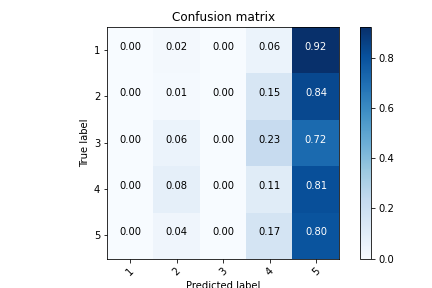 Confusion matrix
1 0.00 0.02 0.00 0.06 0.92
2 0.00 0.01 0.00 0.15 0.84
3 0.00 0.06 0.00 0.23 0.72
4 0.00 0.08 0.00 0.11 0.81
5 0.00 0.04 0.00 0.17 0.80
True label
1 2 3 4 5
Predicted label
0.8
0.6
0.4
0.2
0.0